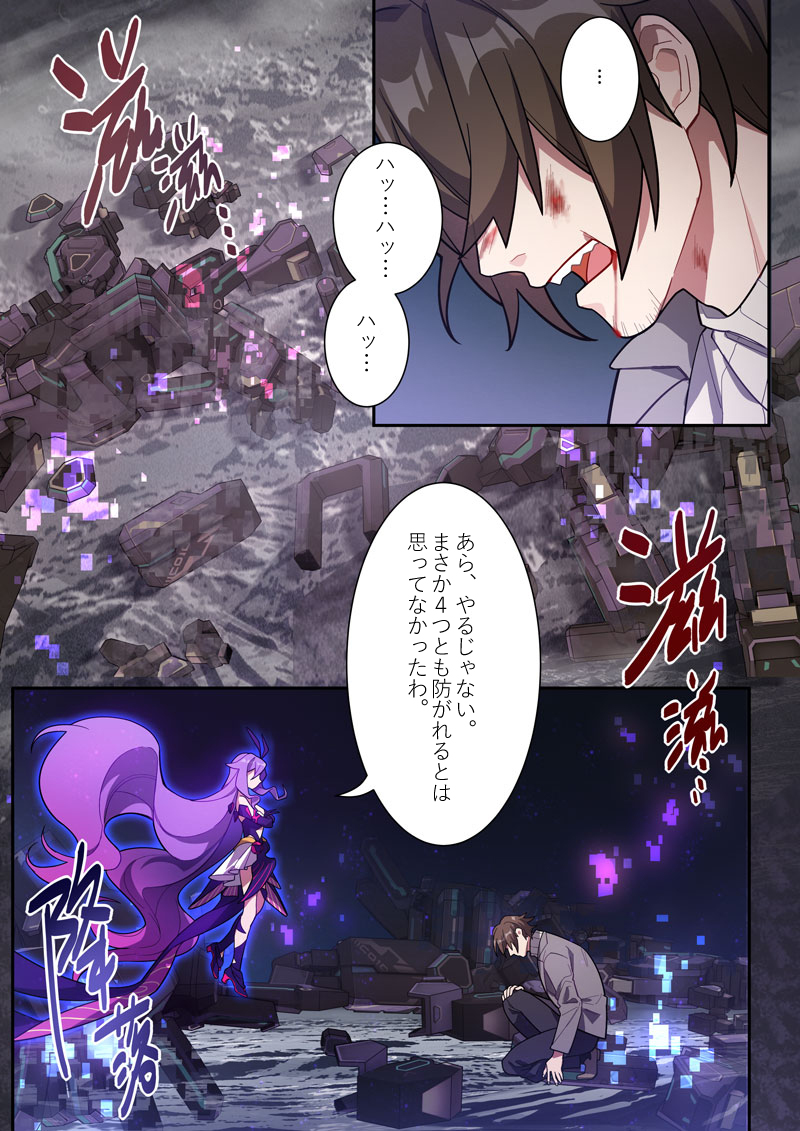 …
ハッ…ハッ…
ハッ…
滋
滋…
あら、やるじゃない。
まさか4つとも防がれるとは
思ってなかったわ。
滋
滋…
降
落